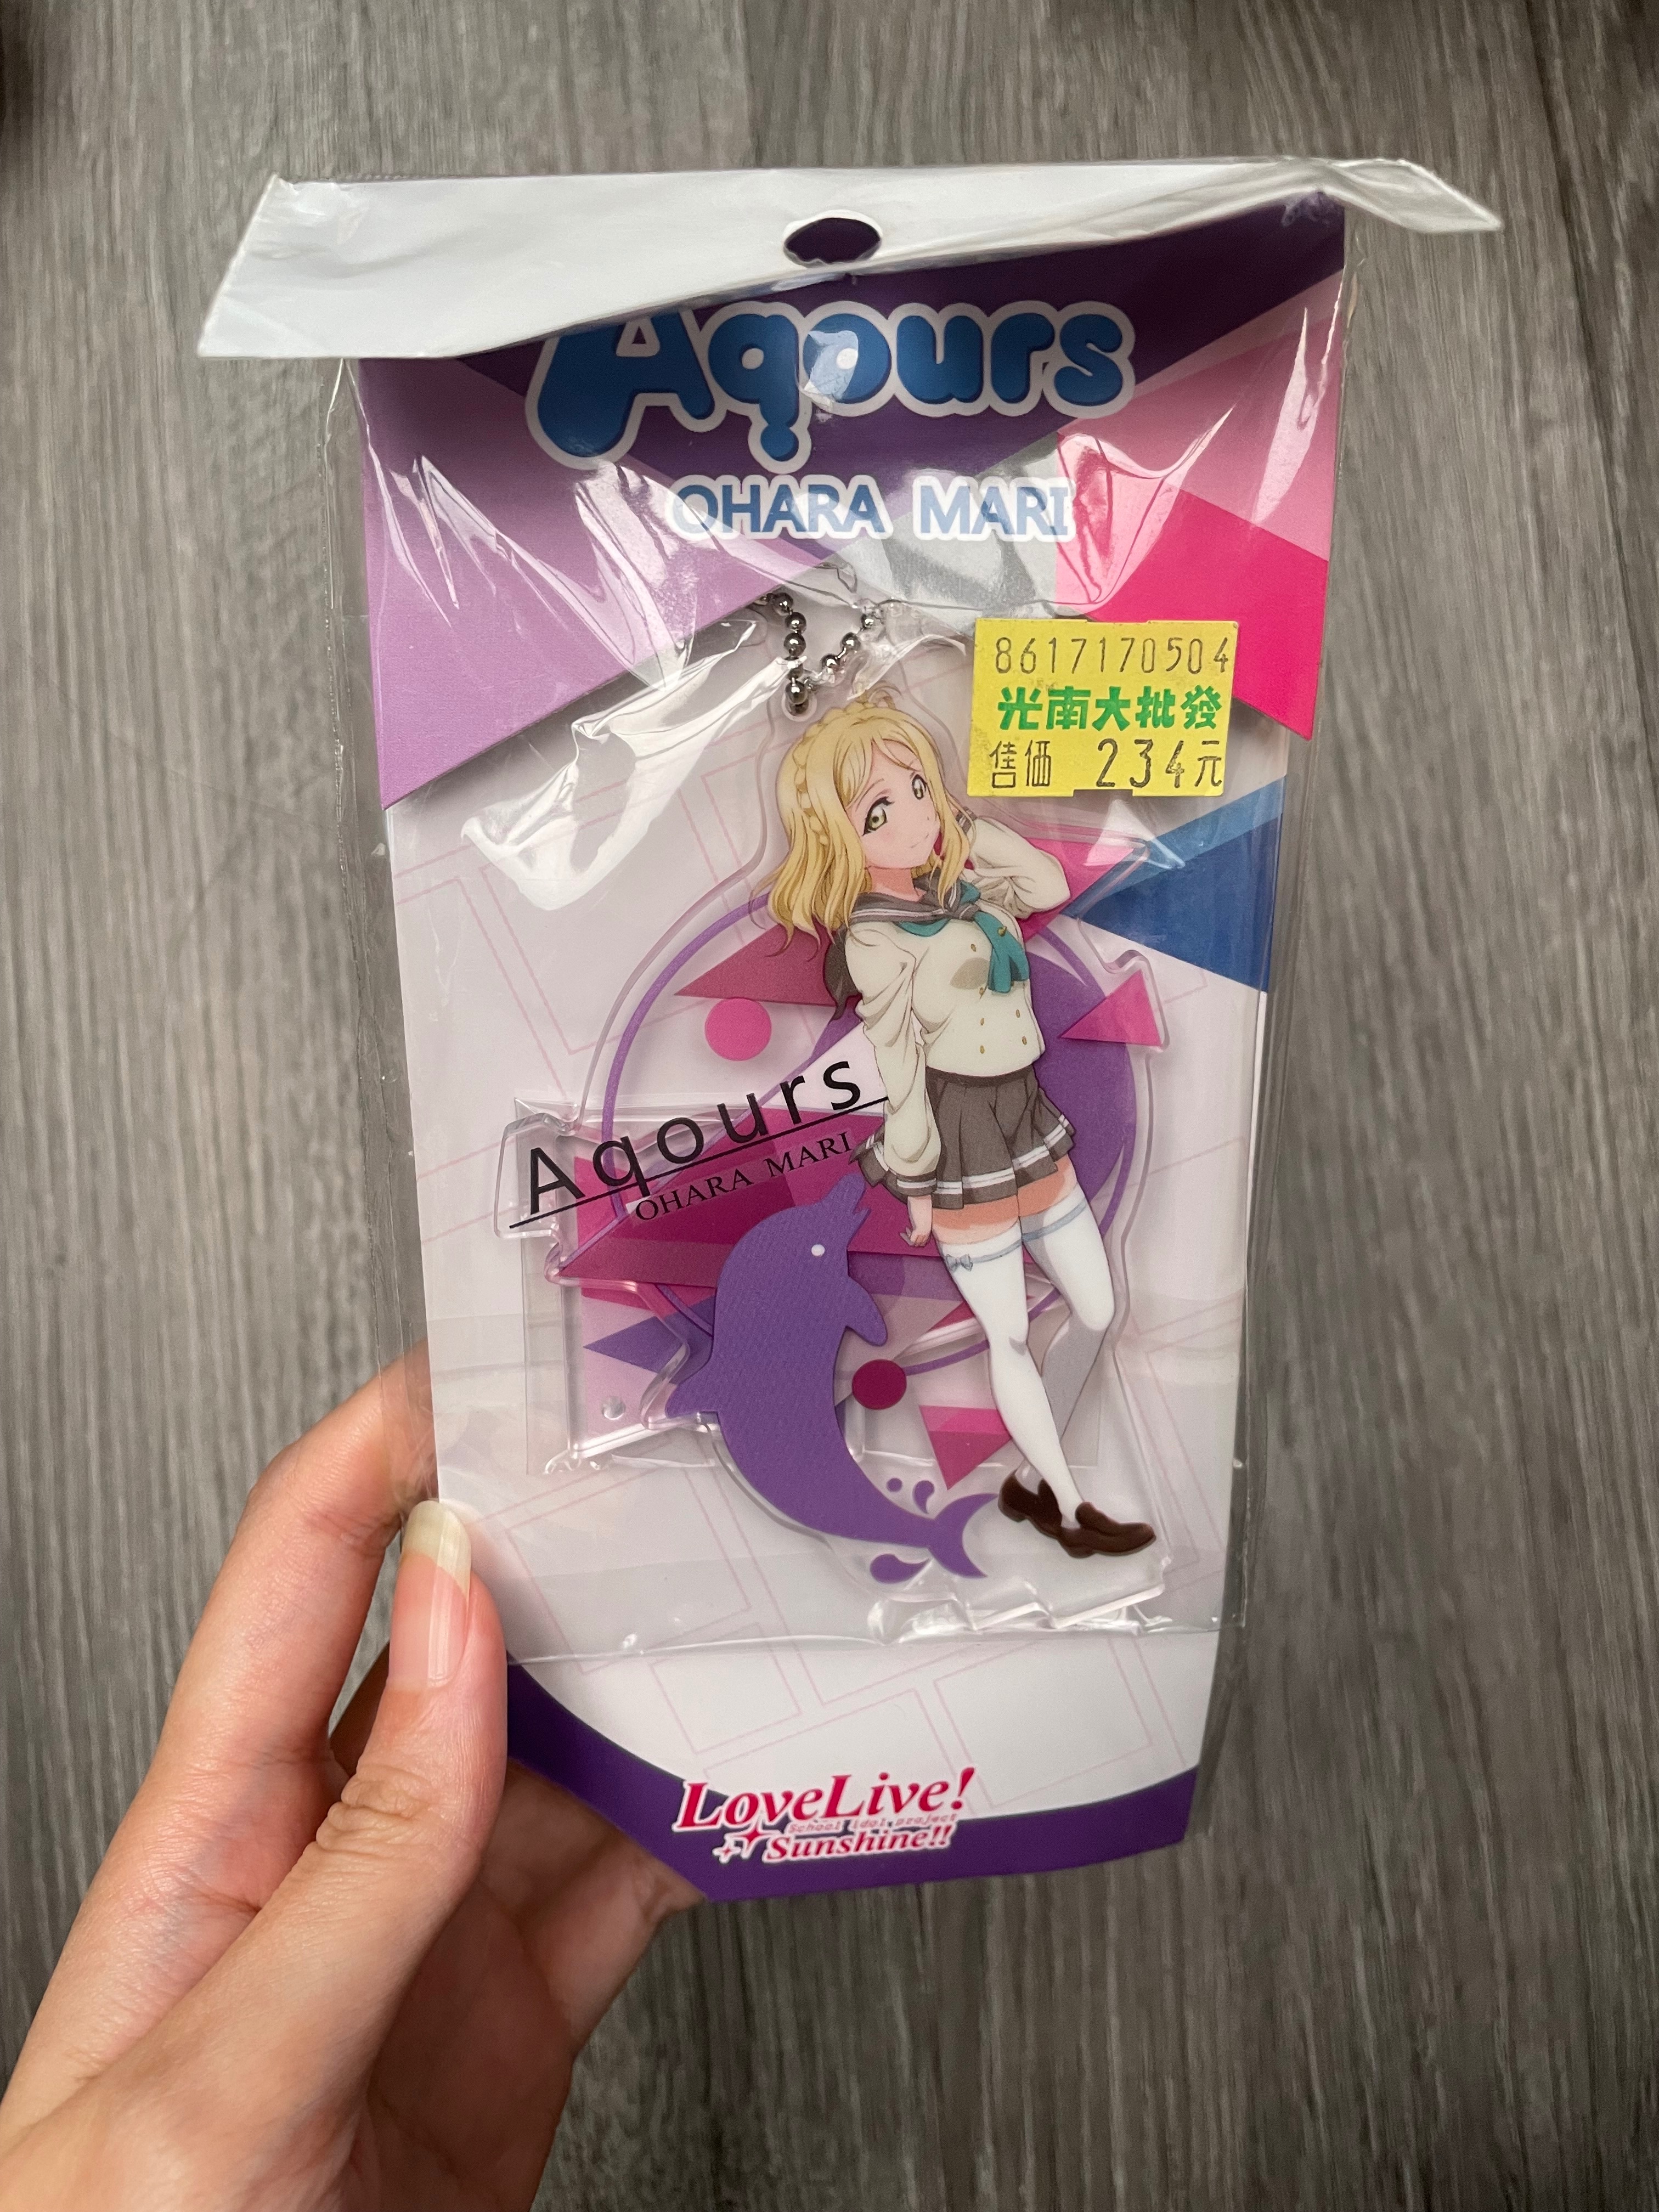 Aqours
OHARA MARI
8617170504
光南大批發
售価 234元
Aqours
OHARA MARI
LoveLive!
School idol project
Sunshine!!